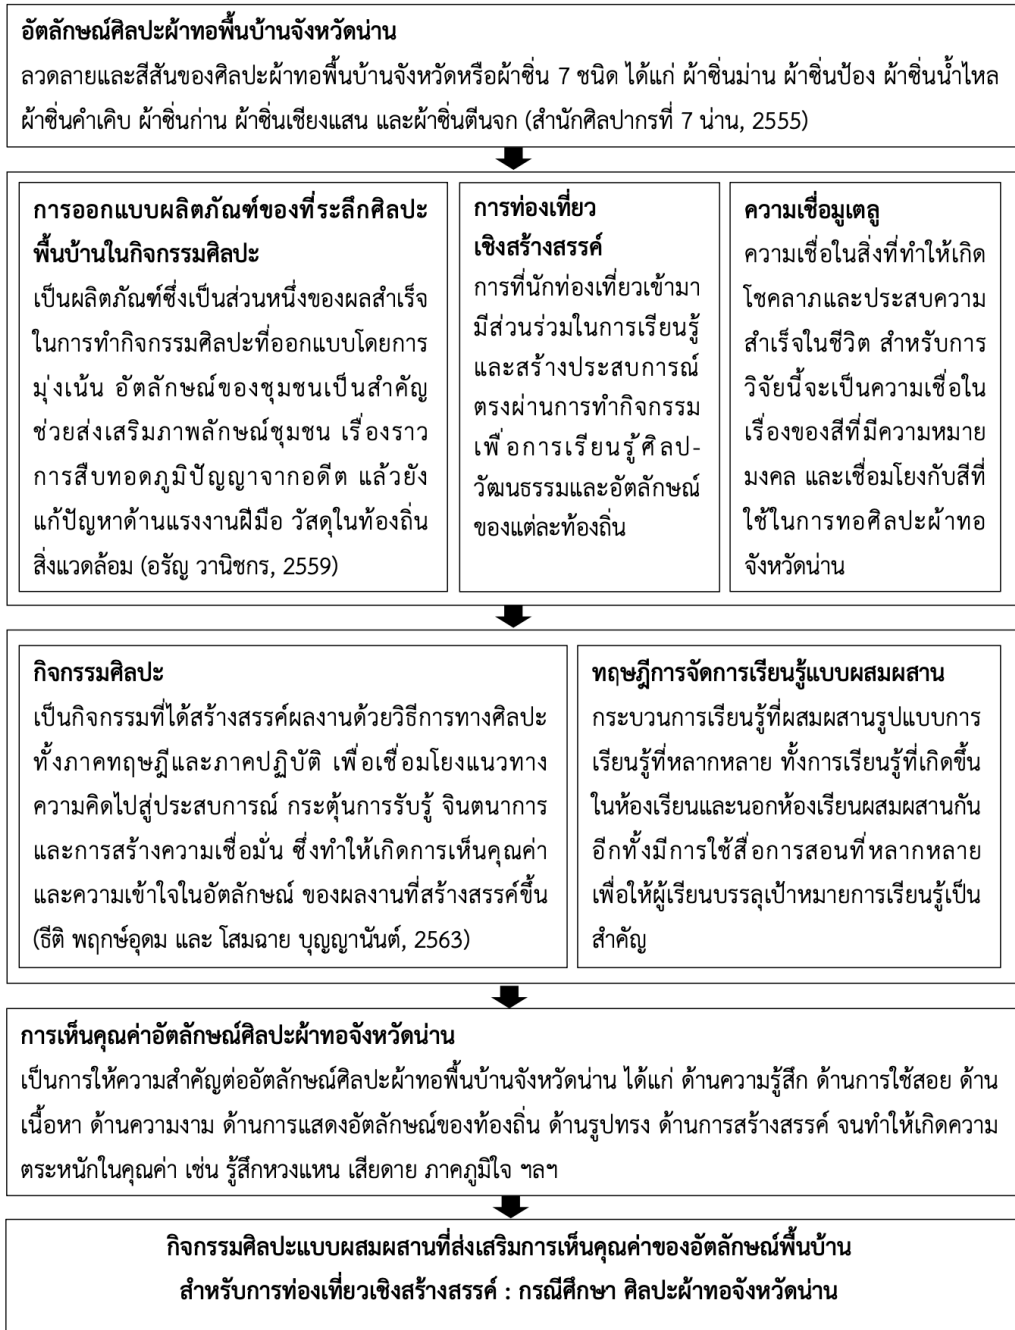 อัตลักษณ์ศิลปะผ้าทอพื้นบ้านจังหวัดน่าน
ลวดลายและสีสันของศิลปะผ้าทอพื้นบ้านจังหวัดหรือผ้าซิ่น 7 ชนิด ได้แก่ ผ้าซิ่นม่าน ผ้าซิ่นป้อง ผ้าซิ่นน้ำไหล
ผ้าซิ่นคำเคิบ ผ้าซิ่นก่าน ผ้าซิ่นเชียงแสน และผ้าซิ่นตีนจก (สำนักศิลปากรที่ 7 น่าน, 2555)
การออกแบบผลิตภัณฑ์ของที่ระลึกศิลปะ
พื้นบ้านในกิจกรรมศิลปะ
เป็นผลิตภัณฑ์ซึ่งเป็นส่วนหนึ่งของผลสำเร็จ
ในการทำกิจกรรมศิลปะที่ออกแบบโดยการ
มุ่งเน้น อัตลักษณ์ของชุมชนเป็นสำคัญ
ช่วยส่งเสริมภาพลักษณ์ชุมชน เรื่องราว
การสืบทอดภูมิปัญญาจากอดีต แล้วยัง
แก้ปัญหาด้านแรงงานฝีมือ วัสดุในท้องถิ่น
สิ่งแวดล้อม (อรัญ วานิชกร, 2559)
การท่องเที่ยว
เชิงสร้างสรรค์
การที่นักท่องเที่ยวเข้ามา
มีส่วนร่วมในการเรียนรู้
และสร้างประสบการณ์
ตรงผ่านการทำกิจกรรม
เพื่อการเรียนรู้ศิลป-
วัฒนธรรมและอัตลักษณ์
ของแต่ละท้องถิ่น
ความเชื่อมูเตลู
ความเชื่อในสิ่งที่ทำให้เกิด
โชคลาภและประสบความ
สำเร็จในชีวิต สำหรับการ
วิจัยนี้จะเป็นความเชื่อใน
เรื่องของสีที่มีความหมาย
มงคล และเชื่อมโยงกับสีที่
ใช้ในการทอศิลปะผ้าทอ
จังหวัดน่าน
กิจกรรมศิลปะ
เป็นกิจกรรมที่ได้สร้างสรรค์ผลงานด้วยวิธีการทางศิลปะ
ทั้งภาคทฤษฎีและภาคปฏิบัติ เพื่อเชื่อมโยงแนวทาง
ความคิดไปสู่ประสบการณ์ กระตุ้นการรับรู้ จินตนาการ
และการสร้างความเชื่อมั่น ซึ่งทำให้เกิดการเห็นคุณค่า
และความเข้าใจในอัตลักษณ์ ของผลงานที่สร้างสรรค์ขึ้น
(ธีติ พฤกษ์อุดม และ โสมฉาย บุญญานันต์, 2563)
ทฤษฎีการจัดการเรียนรู้แบบผสมผสาน
กระบวนการเรียนรู้ที่ผสมผสานรูปแบบการ
เรียนรู้ที่หลากหลาย ทั้งการเรียนรู้ที่เกิดขึ้น
ในห้องเรียนและนอกห้องเรียนผสมผสานกัน
อีกทั้งมีการใช้สื่อการสอนที่หลากหลาย
เพื่อให้ผู้เรียนบรรลุเป้าหมายการเรียนรู้เป็น
สำคัญ
การเห็นคุณค่าอัตลักษณ์ศิลปะผ้าทอจังหวัดน่าน
เป็นการให้ความสำคัญต่ออัตลักษณ์ศิลปะผ้าทอพื้นบ้านจังหวัดน่าน ได้แก่ ด้านความรู้สึก ด้านการใช้สอย ด้าน
เนื้อหา ด้านความงาม ด้านการแสดงอัตลักษณ์ของท้องถิ่น ด้านรูปทรง ด้านการสร้างสรรค์ จนทำให้เกิดความ
ตระหนักในคุณค่า เช่น รู้สึกหวงแหน เสียดาย ภาคภูมิใจ ฯลฯ
กิจกรรมศิลปะแบบผสมผสานที่ส่งเสริมการเห็นคุณค่าของอัตลักษณ์พื้นบ้าน
สำหรับการท่องเที่ยวเชิงสร้างสรรค์ : กรณีศึกษา ศิลปะผ้าทอจังหวัดน่าน